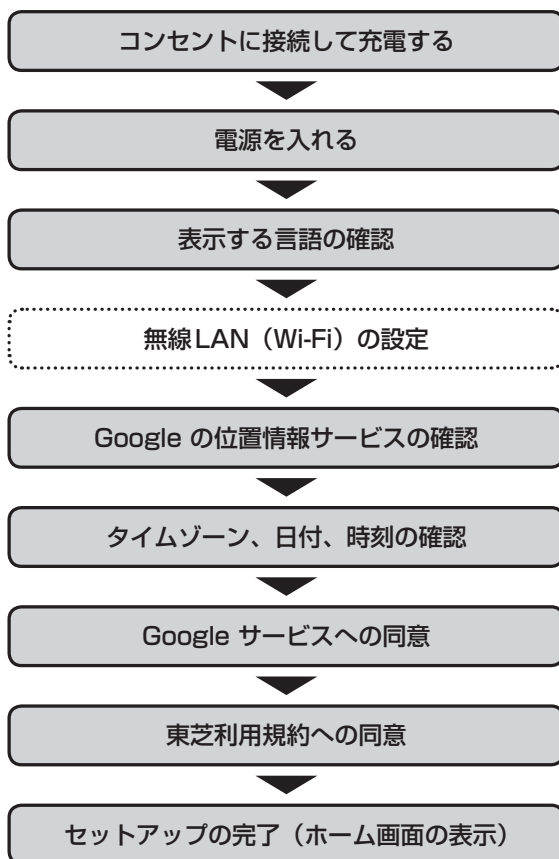 コンセントに接続して充電する
電源を入れる
表示する言語の確認
無線LAN（Wi-Fi）の設定
Google の位置情報サービスの確認
タイムゾーン、日付、時刻の確認
Google サービスへの同意
東芝利用規約への同意
セットアップの完了（ホーム画面の表示）